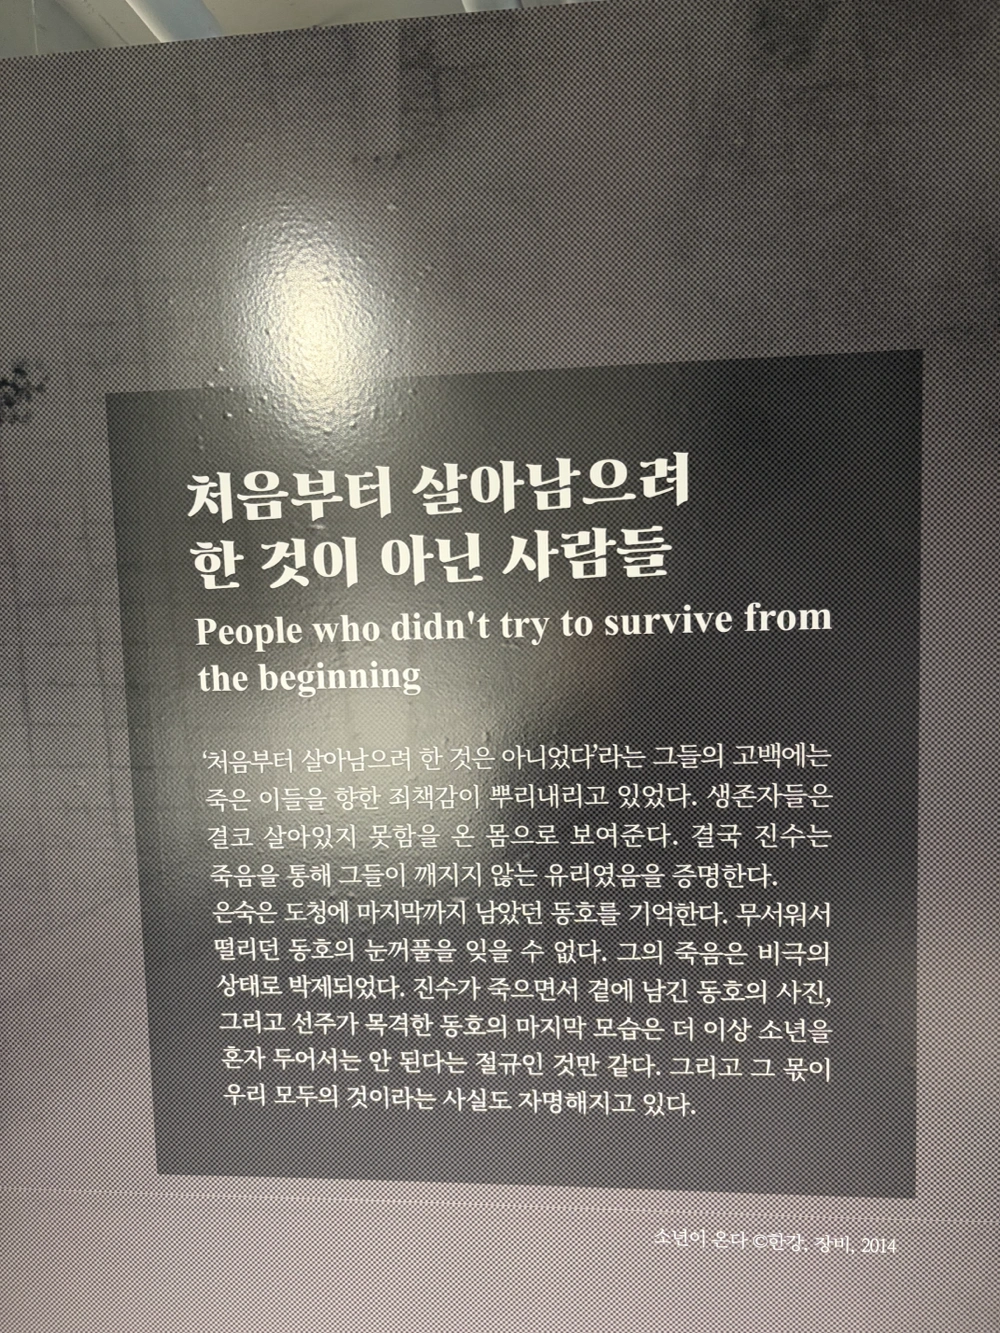 처음부터 살아남으려
한 것이 아닌 사람들
People who didn't try to survive from
the beginning
‘처음부터 살아남으려 한 것은 아니었다’라는 그들의 고백에는
죽은 이들을 향한 죄책감이 뿌리내리고 있었다. 생존자들은
결코 살아있지 못함을 온 몸으로 보여준다. 결국 진수는
죽음을 통해 그들이 깨지지 않는 유리였음을 증명한다.
은숙은 도청에 마지막까지 남았던 동호를 기억한다. 무서워서
떨리던 동호의 눈꺼풀을 잊을 수 없다. 그의 죽음은 비극의
상태로 박제되었다. 진수가 죽으면서 곁에 남긴 동호의 사진,
그리고 선주가 목격한 동호의 마지막 모습은 더 이상 소년을
혼자 두어서는 안 된다는 절규인 것만 같다. 그리고 그 몫이
우리 모두의 것이라는 사실도 자명해지고 있다.
소년이 온다 ©한강, 장비, 2014